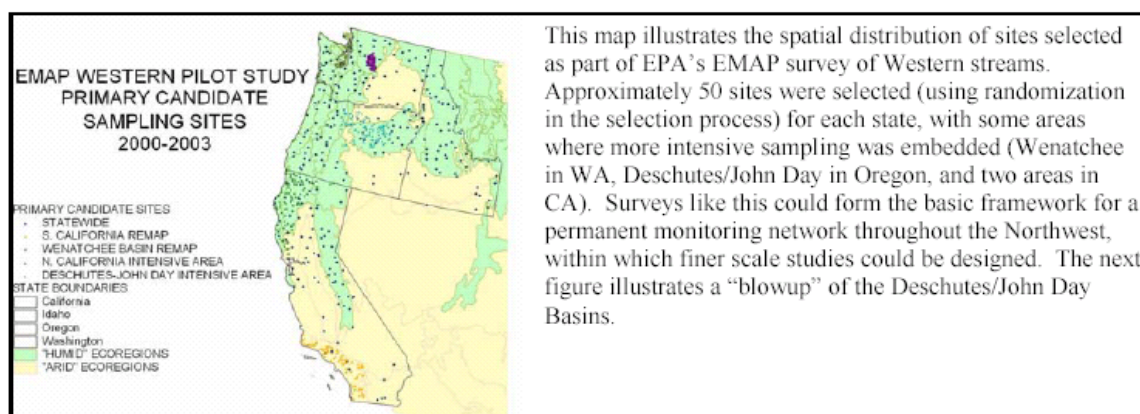 EMAP WESTERN PILOT STUDY
PRIMARY CANDIDATE
SAMPLING SITES
2000-2003
PRIMARY CANDIDATE SITES
STATEWIDE
S. CALIFORNIA REMAP
WENATCHEE BASIN REMAP
N. CALIFORNIA INTENSIVE AREA
DESCHUTES-JOHN DAY INTENSIVE AREA
STATE BOUNDARIES
California
Idaho
Oregon
Washington
"HUMID" ECOREGIONS
"ARID" ECOREGIONS
This map illustrates the spatial distribution of sites selected
as part of EPA's EMAP survey of Western streams.
Approximately 50 sites were selected (using randomization
in the selection process) for each state, with some areas
where more intensive sampling was embedded (Wenatchee
in WA, Deschutes/John Day in Oregon, and two areas in
CA). Surveys like this could form the basic framework for a
permanent monitoring network throughout the Northwest,
within which finer scale studies could be designed. The next
figure illustrates a "blowup" of the Deschutes/John Day
Basins.